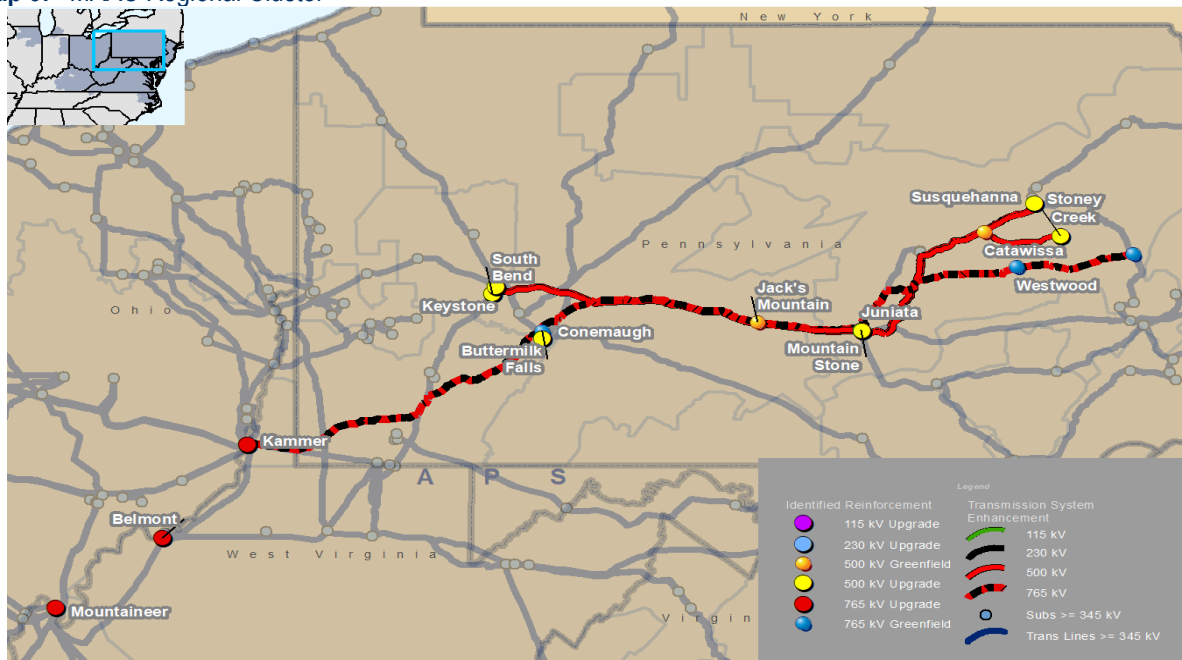 New York
Susquehanna
Stoney
Creek
Catawissa
Pennsylvania
South
Bend
Keystone
Jack's
Mountain
Westwood
Ohio
Juniata
Conemaugh
Buttermilk
Falls
Mountain
Stone
Kammer
A P S
Belmont
West Virginia
Mountaineer
Virgin
Legend
Identified Reinforcement
115 kV Upgrade
230 kV Upgrade
500 kV Greenfield
500 kV Upgrade
765 kV Upgrade
765 kV Greenfield
Transmission System
Enhancement
115 kV
230 kV
500 kV
765 kV
Subs >= 345 kV
Trans Lines >= 345 kV